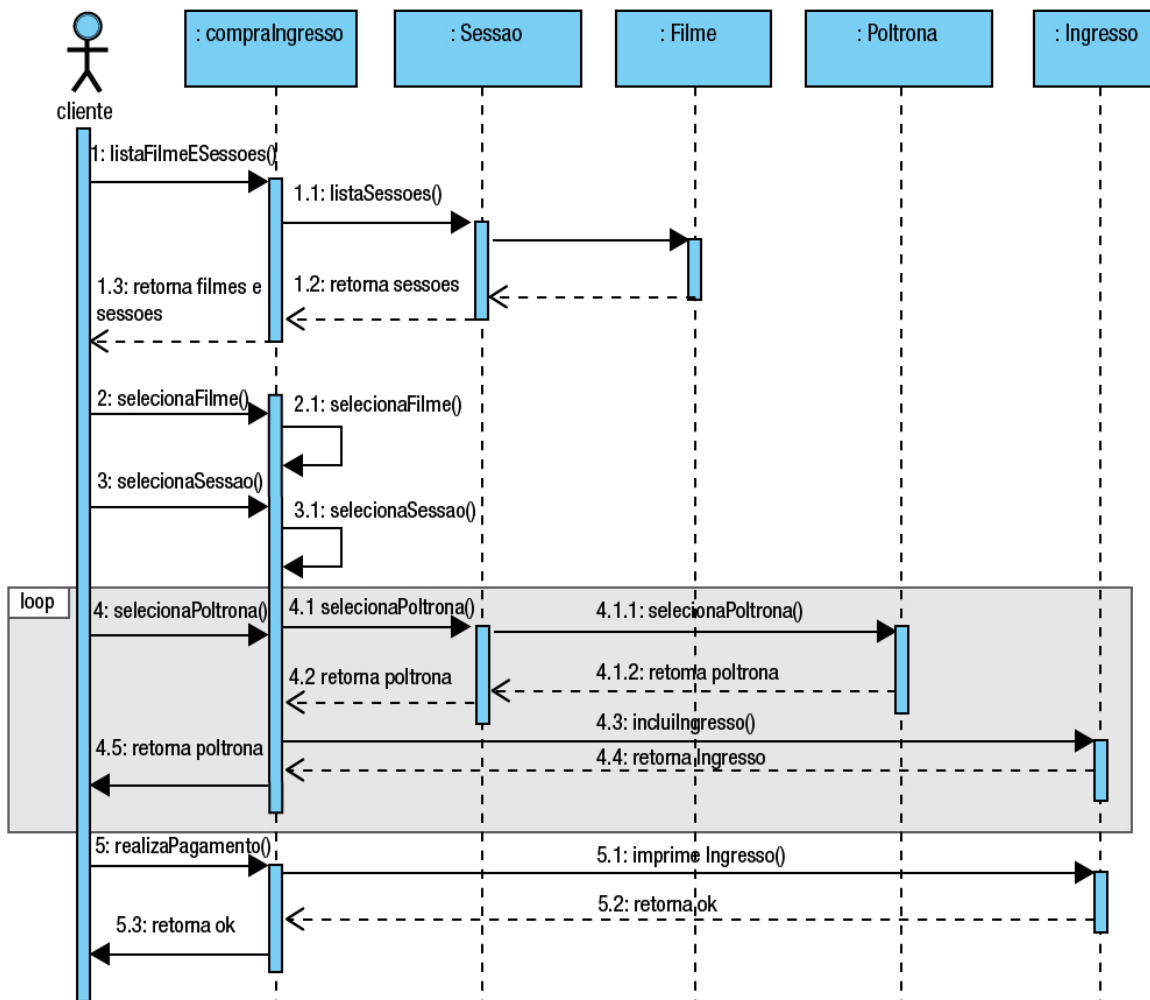 : compraIngresso
: Sessao
: Filme
: Poltrona
: Ingresso
cliente
1: listaFilmeESessoes()
1.1: listaSessoes()
1.2: retorna sessoes
1.3: retorna filmes e
sessoes
2: selecionaFilme()
2.1: selecionaFilme()
3: selecionaSessao()
3.1: selecionaSessao()
loop
4: selecionaPoltrona()
4.1 selecionaPoltrona()
4.1.1: selecionaPoltrona()
4.1.2: retorna poltrona
4.2 retorna poltrona
4.3: incluiIngresso()
4.4: retorna Ingresso
4.5: retorna poltrona
5: realizaPagamento()
5.1: imprime Ingresso()
5.2: retorna ok
5.3: retorna ok